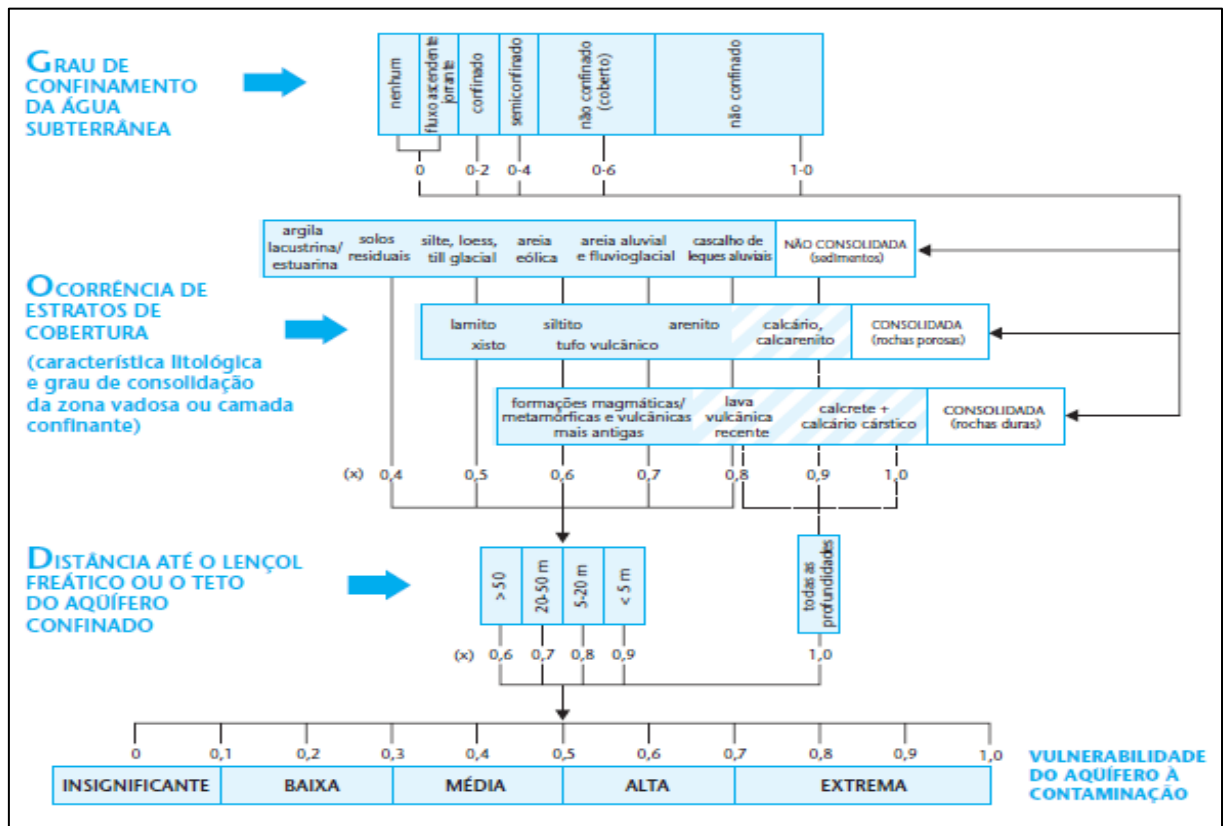 GRAU DE
CONFINAMENTO
DA ÁGUA
SUBTERRÂNEA
nenhum
fluxo ascendente
jorrante
confinado
semiconfinado
não confinado
(coberto)
não confinado
0
0-2
0-4
0-6
1-0
OCORRÊNCIA DE
ESTRATOS DE
COBERTURA
(característica litológica
e grau de consolidação
da zona vadosa ou camada
confinante)
argila
lacustrina/
estuarina
solos
residuais
silte, loess,
till glacial
areia
eólica
areia aluvial
e fluvioglacial
cascalho de
leques aluviais
NÃO CONSOLIDADA
(sedimentos)
lamito
xisto
siltito
tufo vulcânico
arenito
calcário,
calcarenito
CONSOLIDADA
(rochas porosas)
formações magmáticas/
metamórficas e vulcânicas
mais antigas
lava
vulcânica
recente
calcrete +
calcário cárstico
CONSOLIDADA
(rochas duras)
(x) 0,4 0,5 0,6 0,7 0,8 0,9 1,0
DISTÂNCIA ATÉ O LENÇOL
FREÁTICO OU O TETO
DO AQÜÍFERO
CONFINADO
> 50
20-50 m
5-20 m
< 5 m
todas as
profundidades
(x) 0,6 0,7 0,8 0,9 1,0
0 0,1 0,2 0,3 0,4 0,5 0,6 0,7 0,8 0,9 1,0
INSIGNIFICANTE BAIXA MÉDIA ALTA EXTREMA
VULNERABILIDADE
DO AQÜÍFERO À
CONTAMINAÇÃO